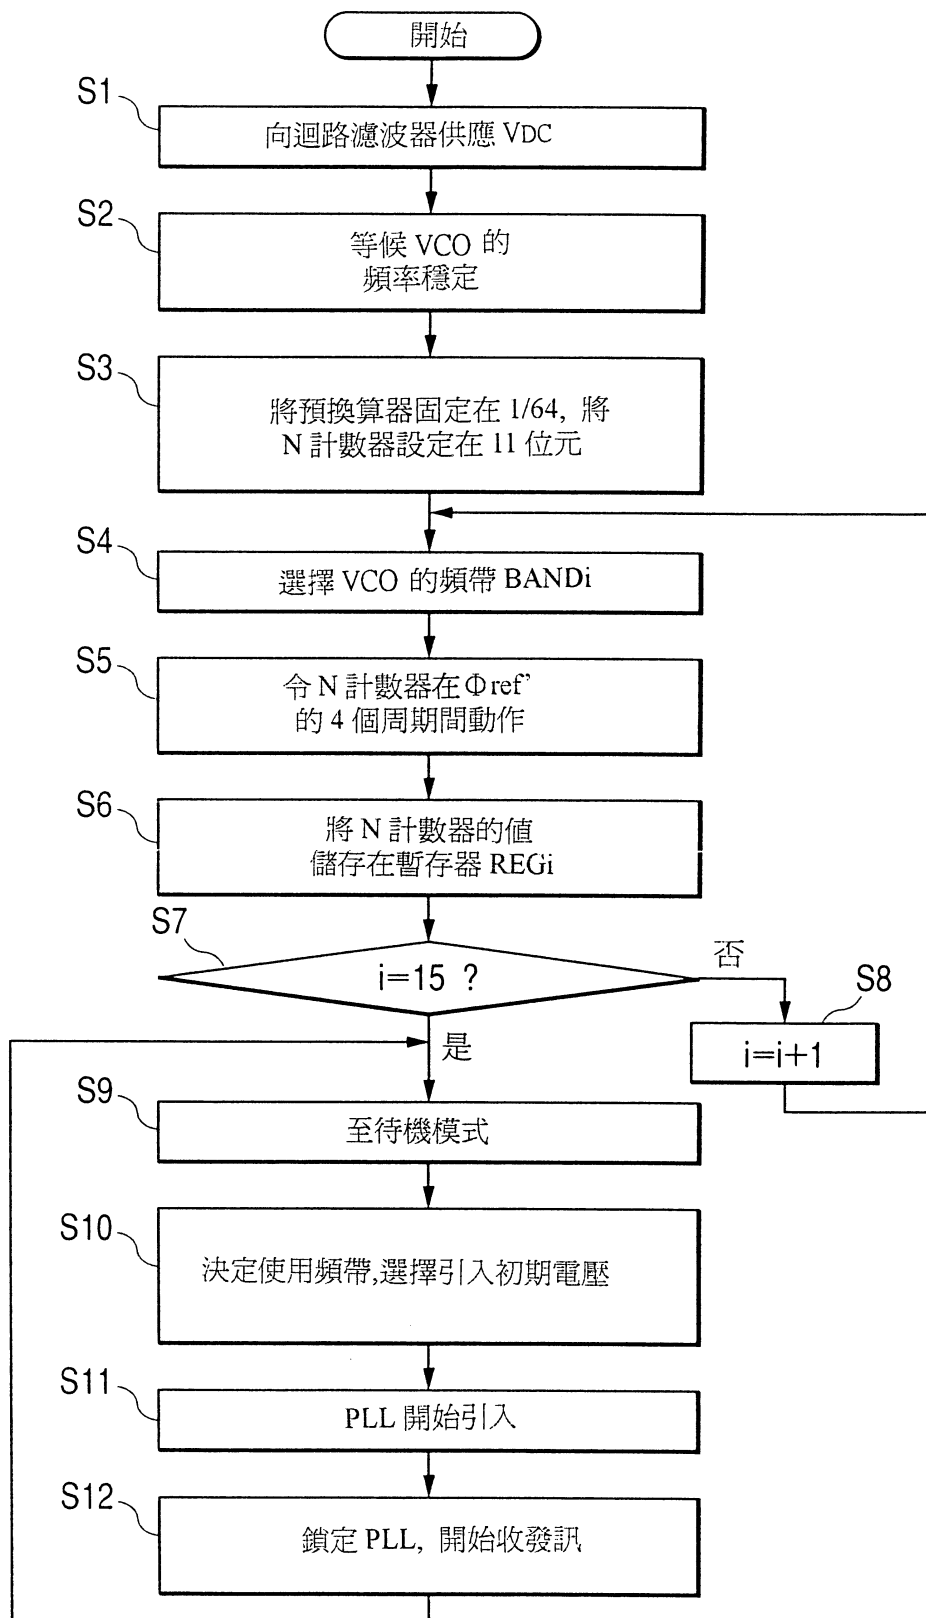 開始
S1
向迴路濾波器供應 VDC
S2
等候 VCO 的
頻率穩定
S3
將預換算器固定在 1/64, 將
N 計數器設定在 11 位元
S4
選擇 VCO 的頻帶 BANDi
S5
令 N 計數器在 Φref’
的 4 個周期間動作
S6
將 N 計數器的值
儲存在暫存器 REGi
S7
i=15 ?
否
S8
i=i+1
是
S9
至待機模式
S10
決定使用頻帶,選擇引入初期電壓
S11
PLL 開始引入
S12
鎖定 PLL, 開始收發訊